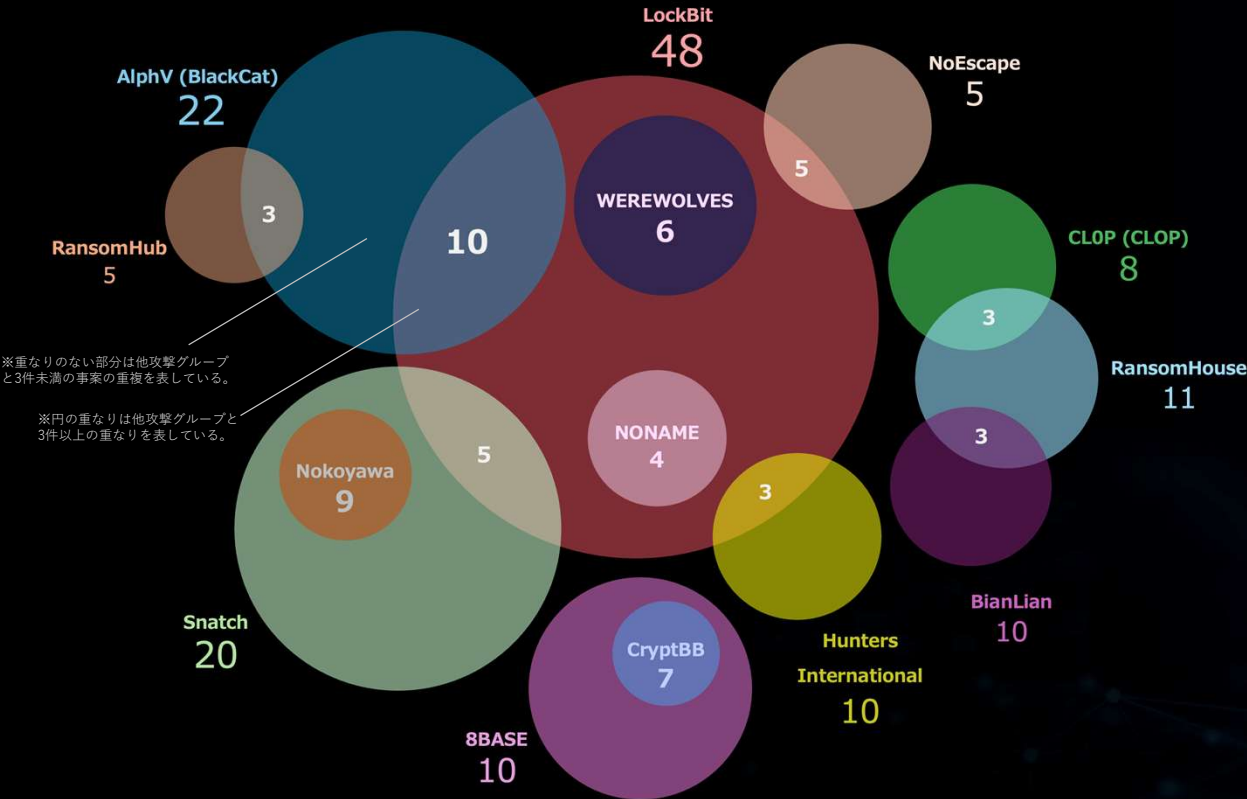 LockBit
48
AlphV (BlackCat)
22
NoEscape
5
5
WEREWOLVES
6
3
10
RansomHub
5
CL0P (CLOP)
8
3
※重なりのない部分は他攻撃グループ
と3件未満の事案の重複を表している。
※円の重なりは他攻撃グループと
3件以上の重なりを表している。
RansomHouse
11
NONAME
4
3
5
Nokoyawa
9
3
BianLian
10
Snatch
20
Hunters
International
10
CryptBB
7
8BASE
10